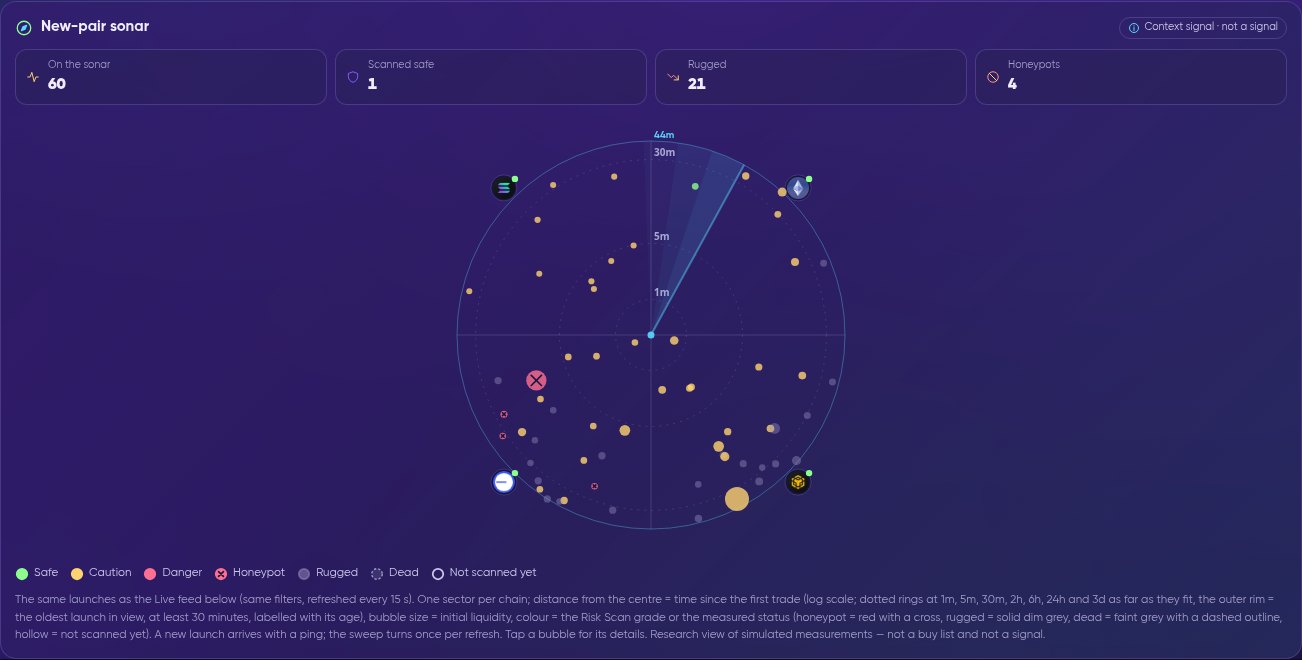 New-pair sonar
Context signal · not a signal
On the sonar
60
Scanned safe
1
Rugged
21
Honeypots
4
44m
30m
5m
1m
Safe
Caution
Danger
Honeypot
Rugged
Dead
Not scanned yet
The same launches as the Live feed below (same filters, refreshed every 15 s). One sector per chain; distance from the centre = time since the first trade (log scale; dotted rings at 1m, 5m, 30m, 2h, 6h, 24h and 3d as far as they fit, the outer rim =
the oldest launch in view, at least 30 minutes, labelled with its age), bubble size = initial liquidity, colour = the Risk Scan grade or the measured status (honeypot = red with a cross, rugged = solid dim grey, dead = faint grey with a dashed outline,
hollow = not scanned yet). A new launch arrives with a ping; the sweep turns once per refresh. Tap a bubble for its details. Research view of simulated measurements — not a buy list and not a signal.